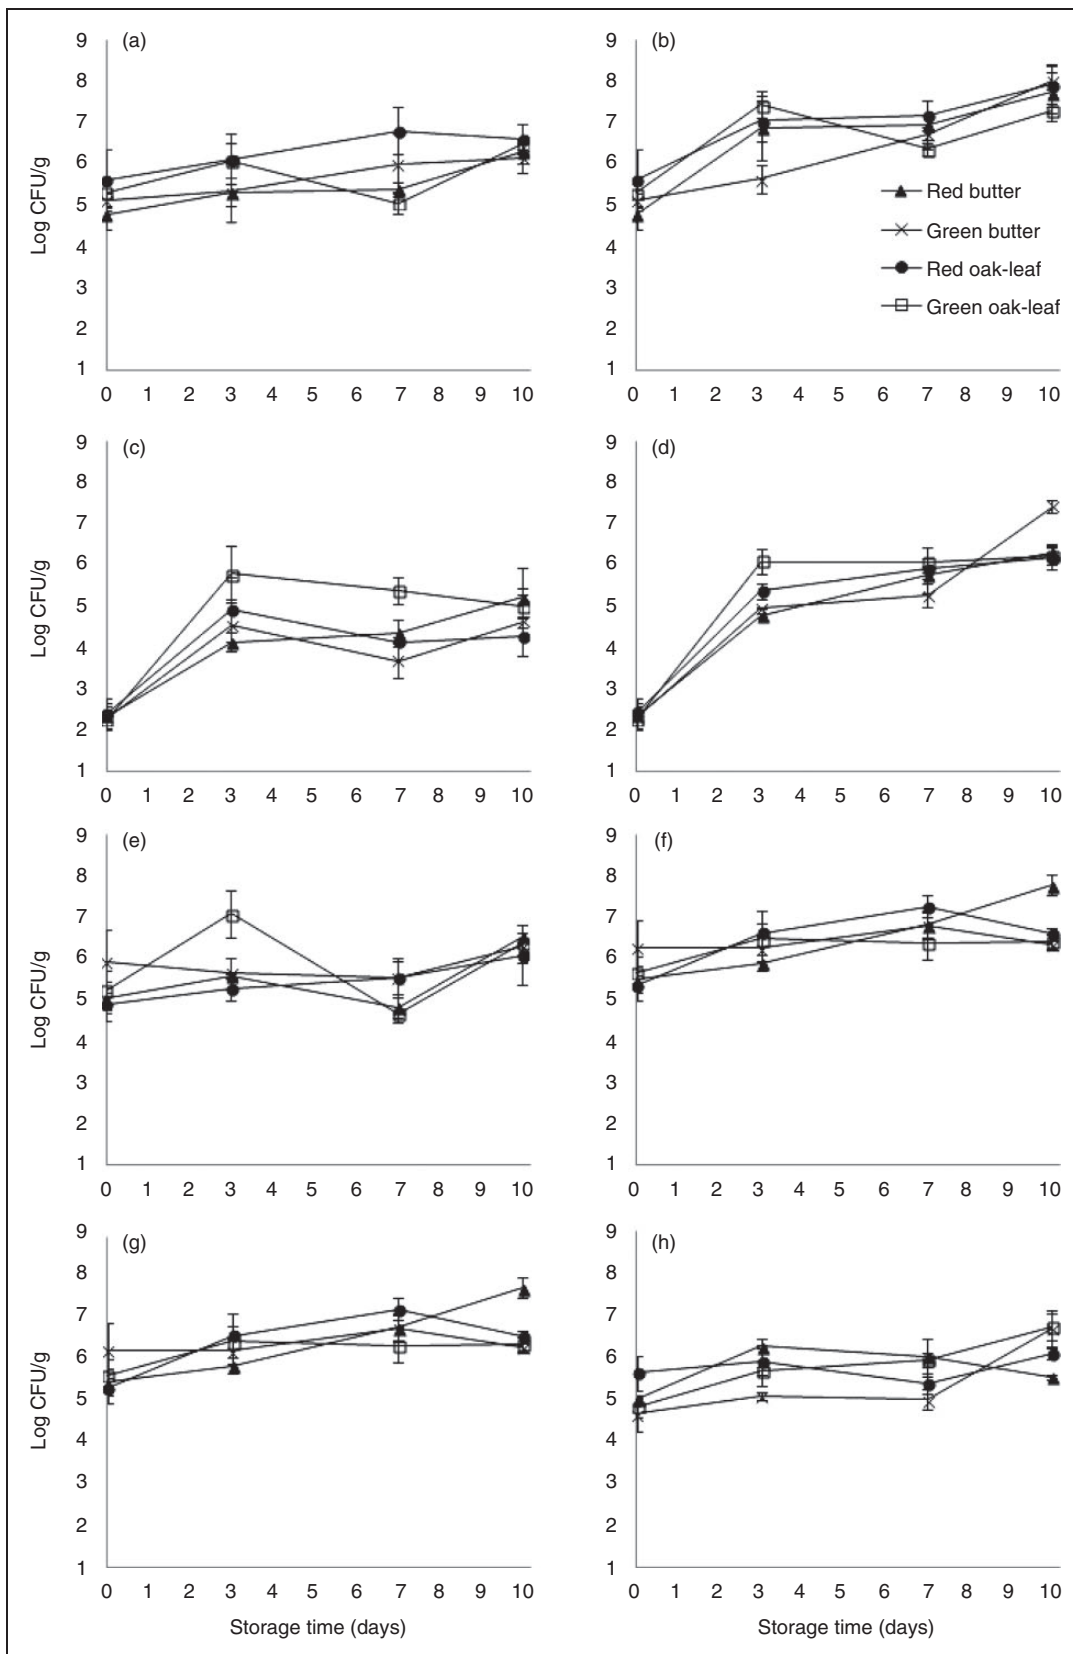 (a)
9
8
7
6
5
4
3
2
1
Log CFU/g
0 1 2 3 4 5 6 7 8 9 10
(b)
9
8
7
6
5
4
3
2
1
Red butter
Green butter
Red oak-leaf
Green oak-leaf
0 1 2 3 4 5 6 7 8 9 10
(c)
9
8
7
6
5
4
3
2
1
Log CFU/g
0 1 2 3 4 5 6 7 8 9 10
(d)
9
8
7
6
5
4
3
2
1
0 1 2 3 4 5 6 7 8 9 10
(e)
9
8
7
6
5
4
3
2
1
Log CFU/g
0 1 2 3 4 5 6 7 8 9 10
(f)
9
8
7
6
5
4
3
2
1
0 1 2 3 4 5 6 7 8 9 10
(g)
9
8
7
6
5
4
3
2
1
Log CFU/g
0 1 2 3 4 5 6 7 8 9 10
Storage time (days)
(h)
9
8
7
6
5
4
3
2
1
0 1 2 3 4 5 6 7 8 9 10
Storage time (days)